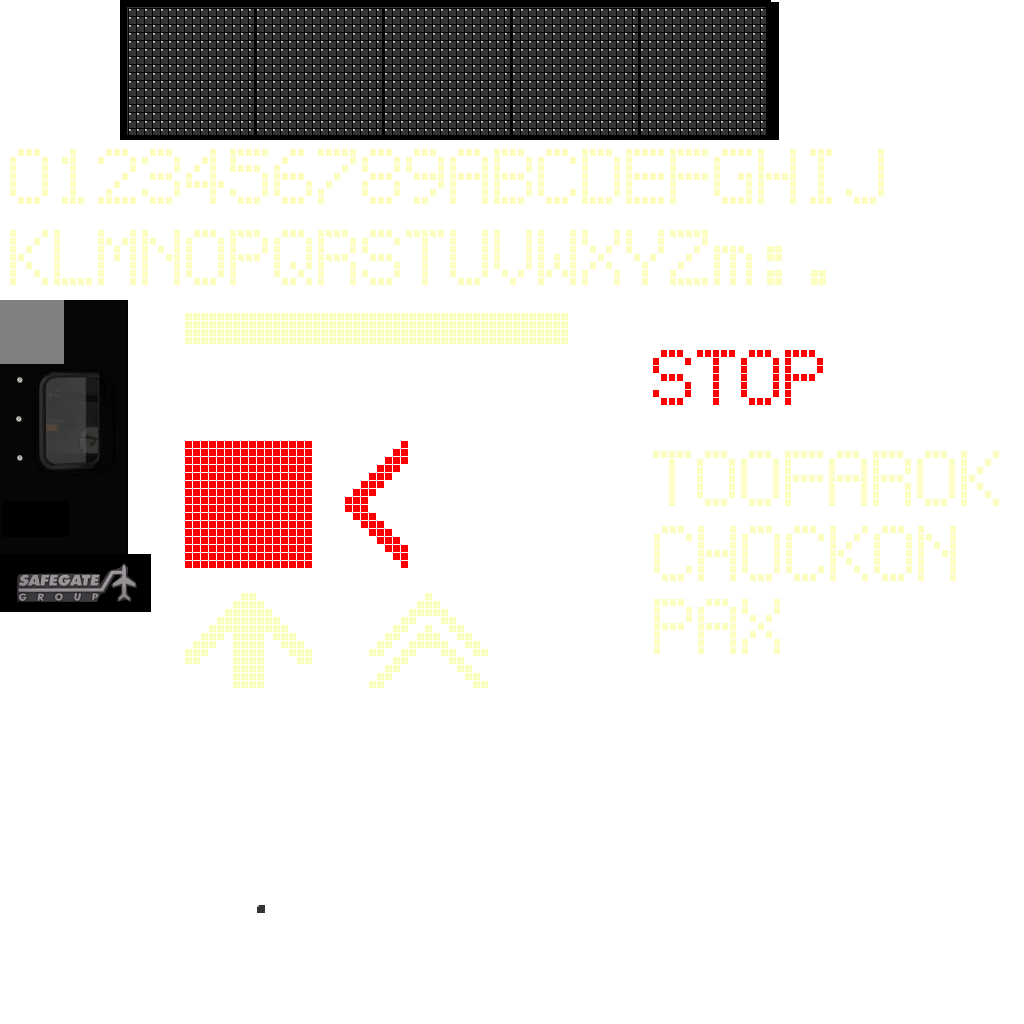 0123456789ABCDEFGHIJ
KLMNOPQRSTUVWXYZm:.
STOP
TOOFAROK
CHOCKON
PAX
SAFEGATE
GROUP